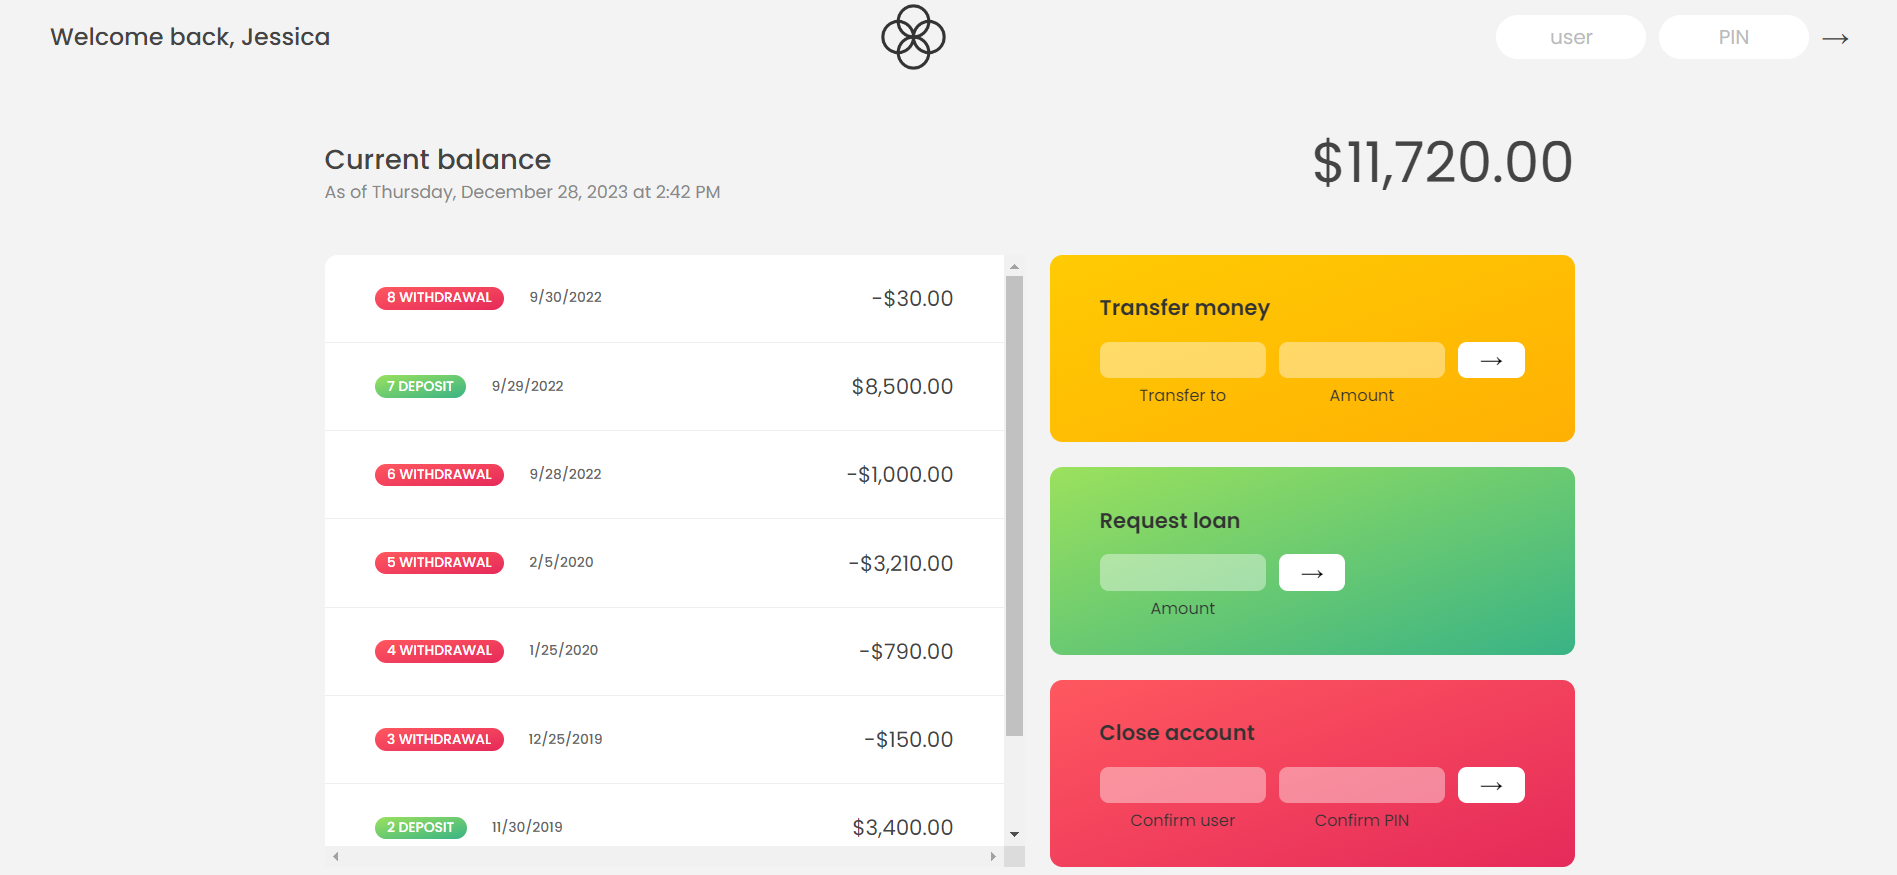 Welcome back, Jessica
user
PIN
→
Current balance
As of Thursday, December 28, 2023 at 2:42 PM
$11,720.00
8 WITHDRAWAL 9/30/2022 -$30.00
7 DEPOSIT 9/29/2022 $8,500.00
6 WITHDRAWAL 9/28/2022 -$1,000.00
5 WITHDRAWAL 2/5/2020 -$3,210.00
4 WITHDRAWAL 1/25/2020 -$790.00
3 WITHDRAWAL 12/25/2019 -$150.00
2 DEPOSIT 11/30/2019 $3,400.00
Transfer money
→
Transfer to Amount
Request loan
→
Amount
Close account
→
Confirm user Confirm PIN